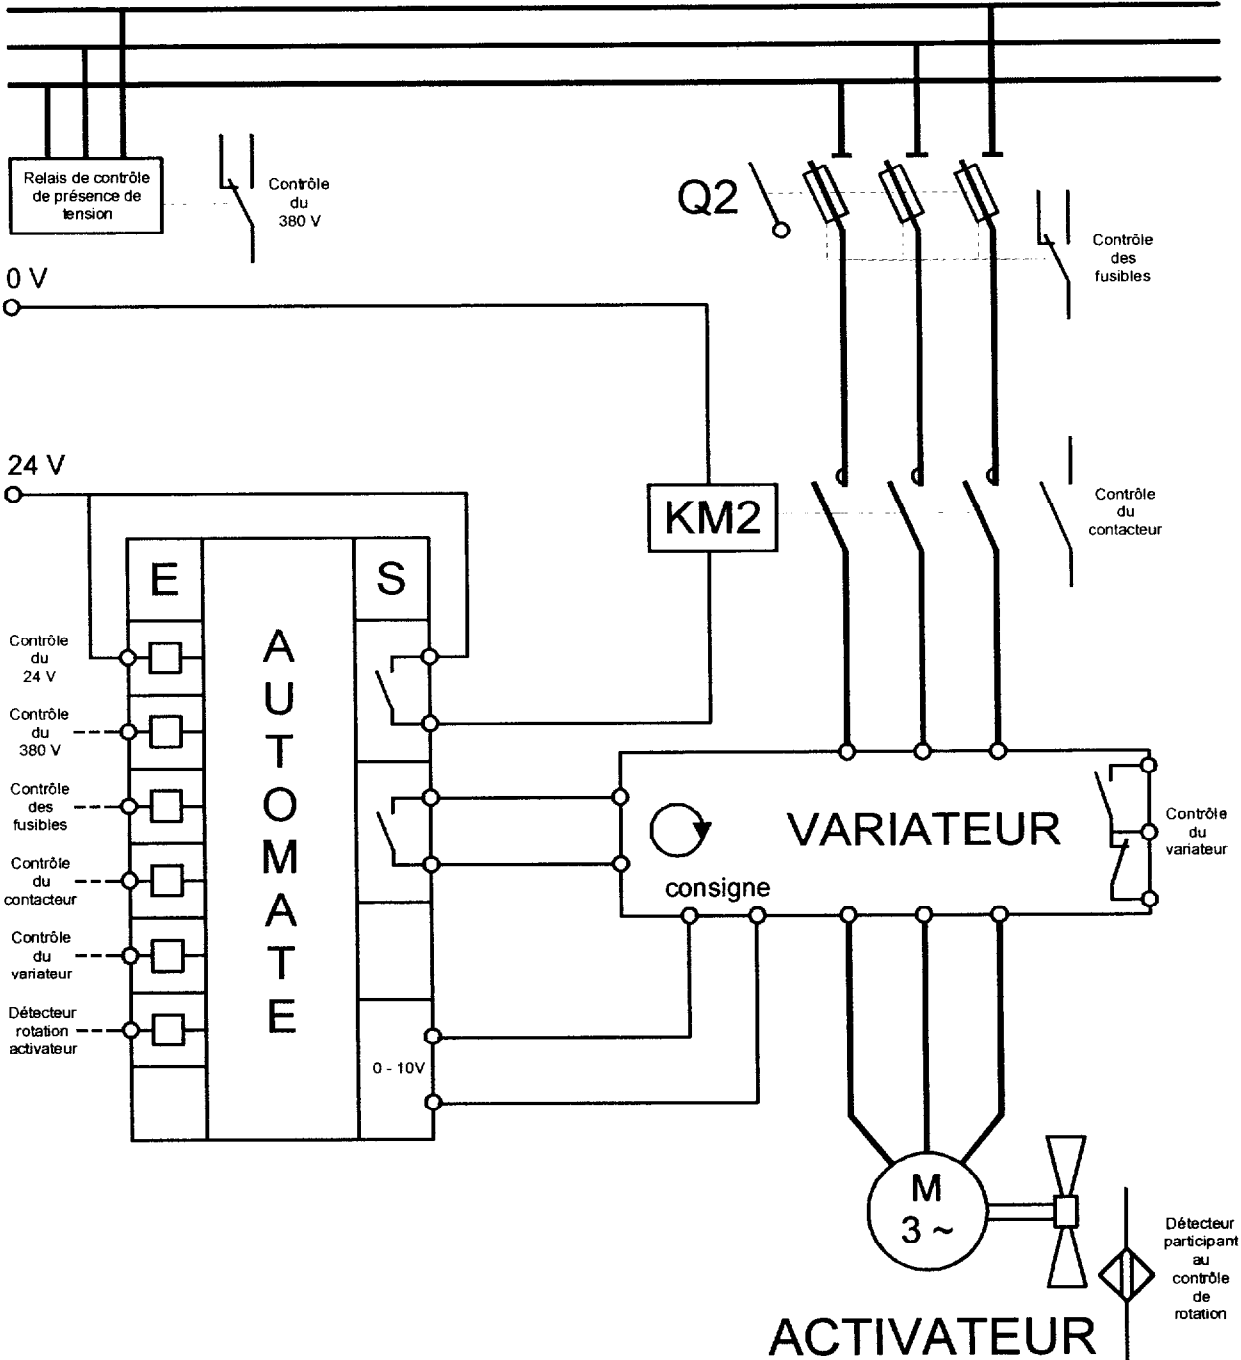 Relais de contrôle
de présence de
tension
Contrôle
du
380 V
Q2
Contrôle
des
fusibles
0 V
24 V
KM2
Contrôle
du
contacteur
E
S
AUTOMATE
Contrôle
du
24 V
Contrôle
du
380 V
Contrôle
des
fusibles
Contrôle
du
contacteur
Contrôle
du
variateur
Détecteur
rotation
activateur
0 - 10V
VARIATEUR
consigne
Contrôle
du
variateur
M
3 ~
Détecteur
participant
au
contrôle
de
rotation
ACTIVATEUR